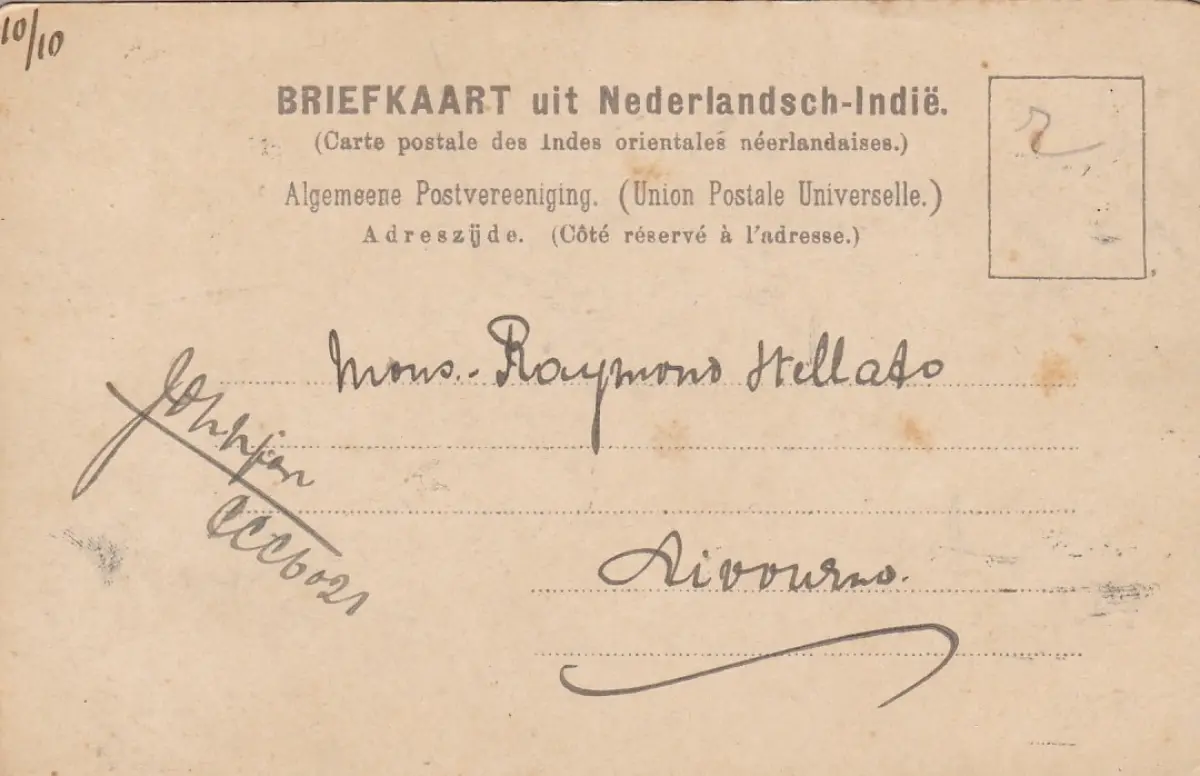 10/10
BRIEFKAART uit Nederlandsch-Indië.
(Carte postale des Indes orientales néerlandaises.)
Algemeene Postvereeniging. (Union Postale Universelle.)
Adreszijde. (Côté réservé à l'adresse.)
Mons. Raymond Stellato
CCC6021